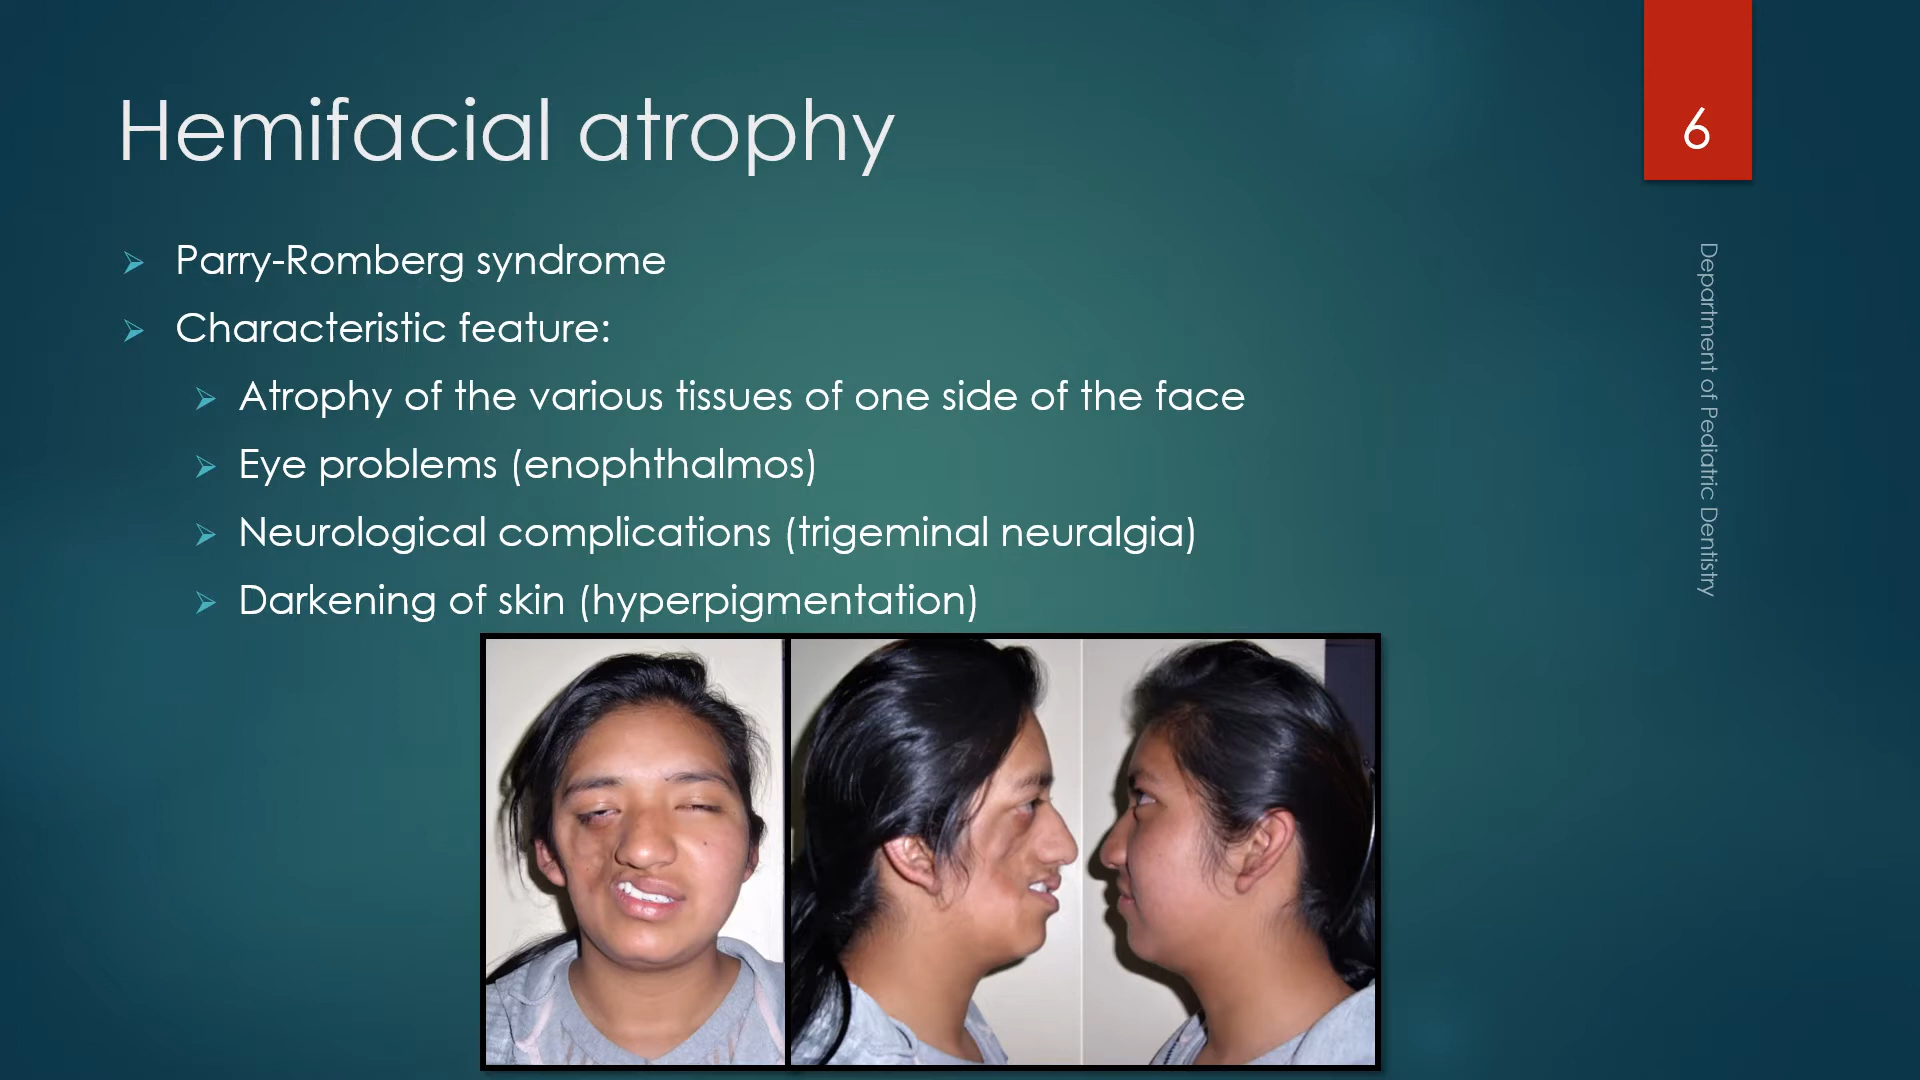 Hemifacial atrophy
6
Parry-Romberg syndrome
Characteristic feature:
Atrophy of the various tissues of one side of the face
Eye problems (enophthalmos)
Neurological complications (trigeminal neuralgia)
Darkening of skin (hyperpigmentation)
Department of Pediatric Dentistry